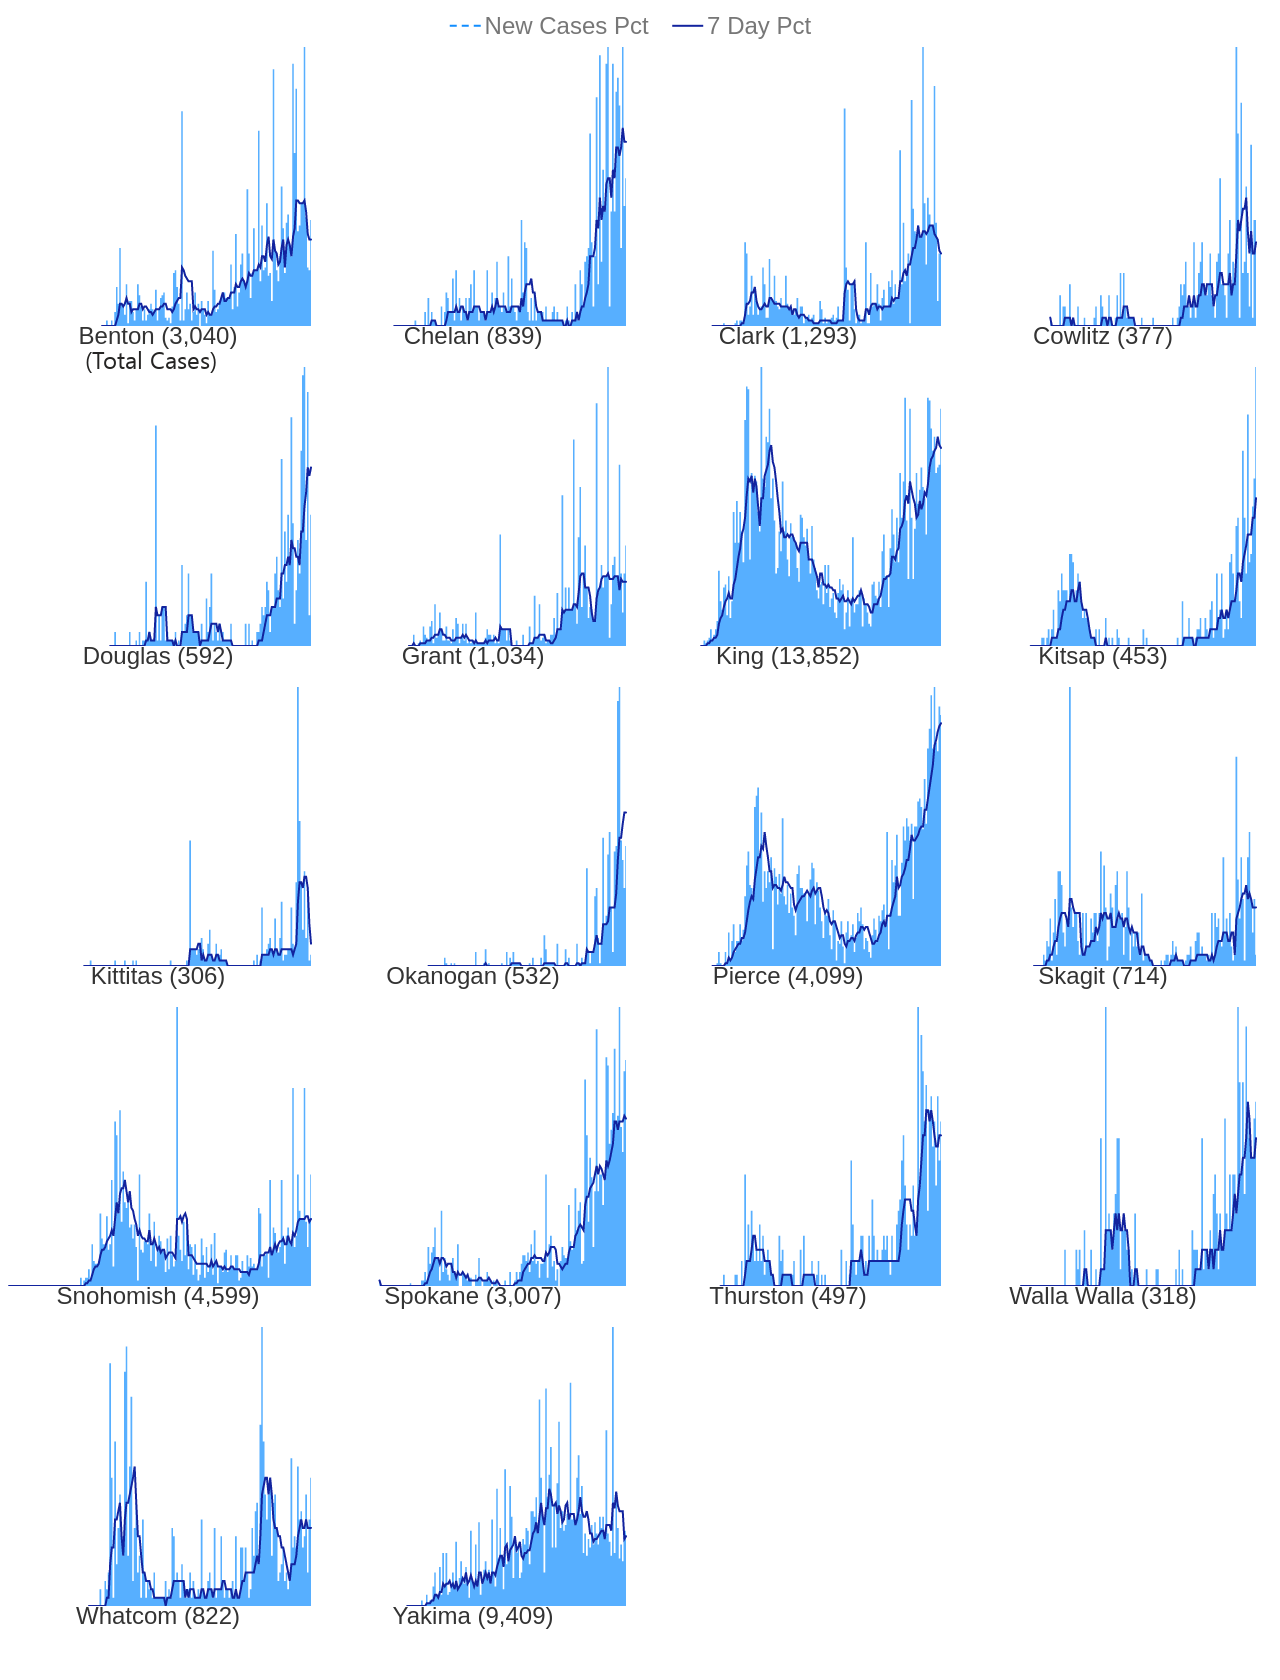 New Cases Pct 7 Day Pct
Benton (3,040) Chelan (839) Clark (1,293) Cowlitz (377)
(Total Cases)
Douglas (592) Grant (1,034) King (13,852) Kitsap (453)
Kittitas (306) Okanogan (532) Pierce (4,099) Skagit (714)
Snohomish (4,599) Spokane (3,007) Thurston (497) Walla Walla (318)
Whatcom (822) Yakima (9,409)